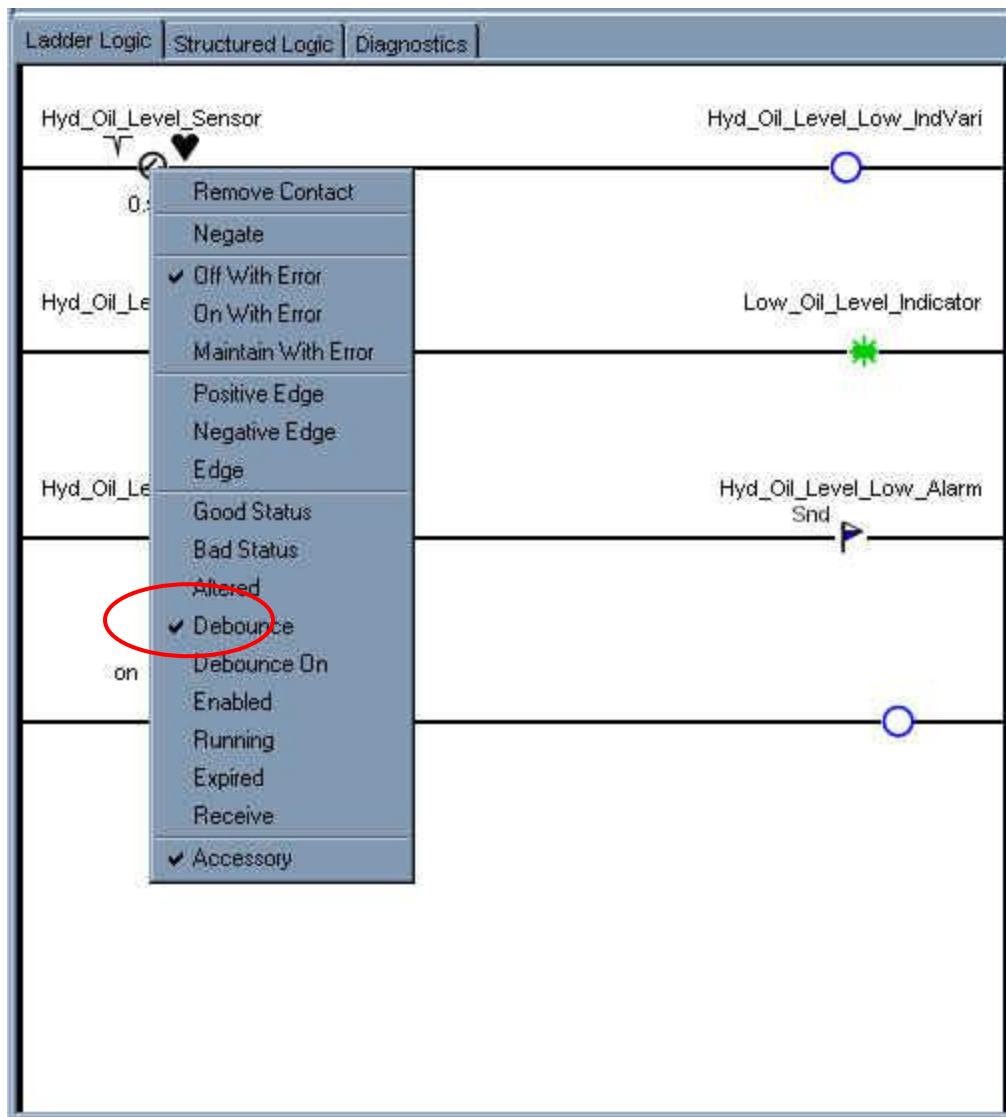 Ladder Logic Structured Logic Diagnostics
Hyd_Oil_Level_Sensor Hyd_Oil_Level_Low_IndVari
Remove Contact
0.
Negate
Off With Error
Hyd_Oil_Le Low_Oil_Level_Indicator
On With Error
Maintain With Error
Positive Edge
Negative Edge
Edge
Hyd_Oil_Le Hyd_Oil_Level_Low_Alarm
Good Status Snd
Bad Status
Altered
Debounce
Debounce On
on
Enabled
Running
Expired
Receive
Accessory